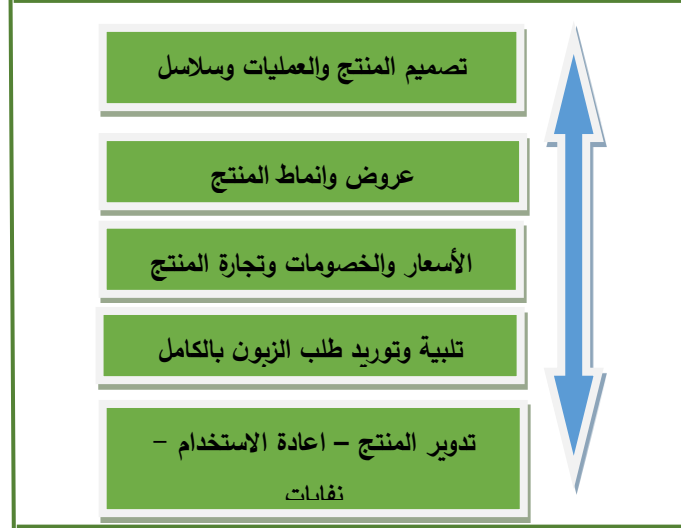 تصميم المنتج والعمليات وسلاسل
عروض وانماط المنتج
الأسعار والخصومات وتجارة المنتج
تلبية وتوريد طلب الزبون بالكامل
تدوير المنتج – اعادة الاستخدام –
نفايات